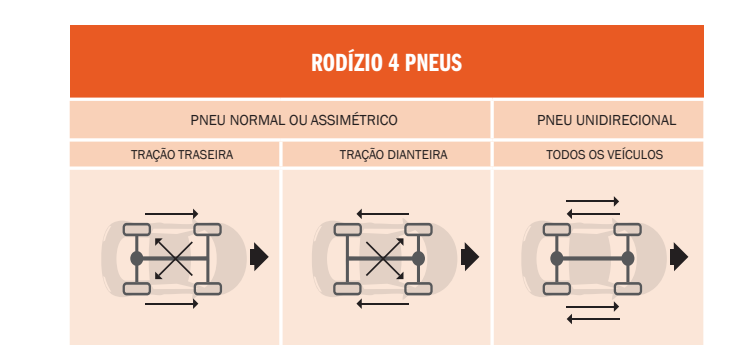 RODÍZIO 4 PNEUS
PNEU NORMAL OU ASSIMÉTRICO
PNEU UNIDIRECIONAL
TRAÇÃO TRASEIRA
TRAÇÃO DIANTEIRA
TODOS OS VEÍCULOS